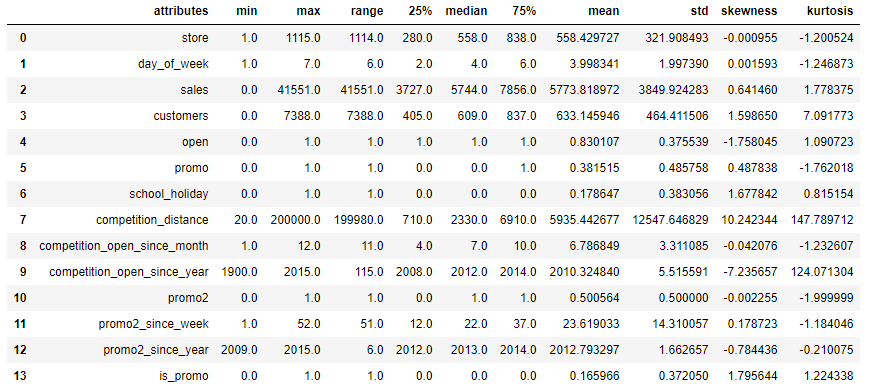 attributes min max range 25% median 75% mean std skewness kurtosis
0 store 1.0 1115.0 1114.0 280.0 558.0 838.0 558.429727 321.908493 -0.000955 -1.200524
1 day_of_week 1.0 7.0 6.0 2.0 4.0 6.0 3.998341 1.997390 0.001593 -1.246873
2 sales 0.0 41551.0 41551.0 3727.0 5744.0 7856.0 5773.818972 3849.924283 0.641460 1.778375
3 customers 0.0 7388.0 7388.0 405.0 609.0 837.0 633.145946 464.411506 1.598650 7.091773
4 open 0.0 1.0 1.0 1.0 1.0 1.0 0.830107 0.375539 -1.758045 1.090723
5 promo 0.0 1.0 1.0 0.0 0.0 1.0 0.381515 0.485758 0.487838 -1.762018
6 school_holiday 0.0 1.0 1.0 0.0 0.0 0.0 0.178647 0.383056 1.677842 0.815154
7 competition_distance 20.0 200000.0 199980.0 710.0 2330.0 6910.0 5935.442677 12547.646829 10.242344 147.789712
8 competition_open_since_month 1.0 12.0 11.0 4.0 7.0 10.0 6.786849 3.311085 -0.042076 -1.232607
9 competition_open_since_year 1900.0 2015.0 115.0 2008.0 2012.0 2014.0 2010.324840 5.515591 -7.235657 124.071304
10 promo2 0.0 1.0 1.0 0.0 1.0 1.0 0.500564 0.500000 -0.002255 -1.999999
11 promo2_since_week 1.0 52.0 51.0 12.0 22.0 37.0 23.619033 14.310057 0.178723 -1.184046
12 promo2_since_year 2009.0 2015.0 6.0 2012.0 2013.0 2014.0 2012.793297 1.662657 -0.784436 -0.210075
13 is_promo 0.0 1.0 1.0 0.0 0.0 0.0 0.165966 0.372050 1.795644 1.224338